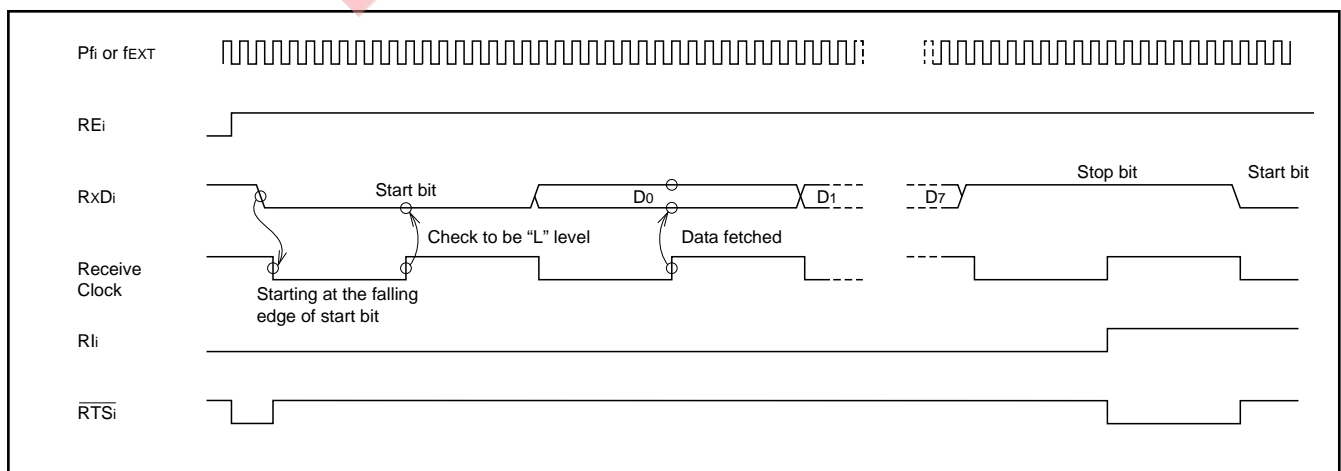 Pfi or fEXT
REi
RxDi
Start bit
D0
D1
D7
Stop bit
Start bit
Check to be “L” level
Data fetched
Receive
Clock
Starting at the falling
edge of start bit
RIi
RTSi